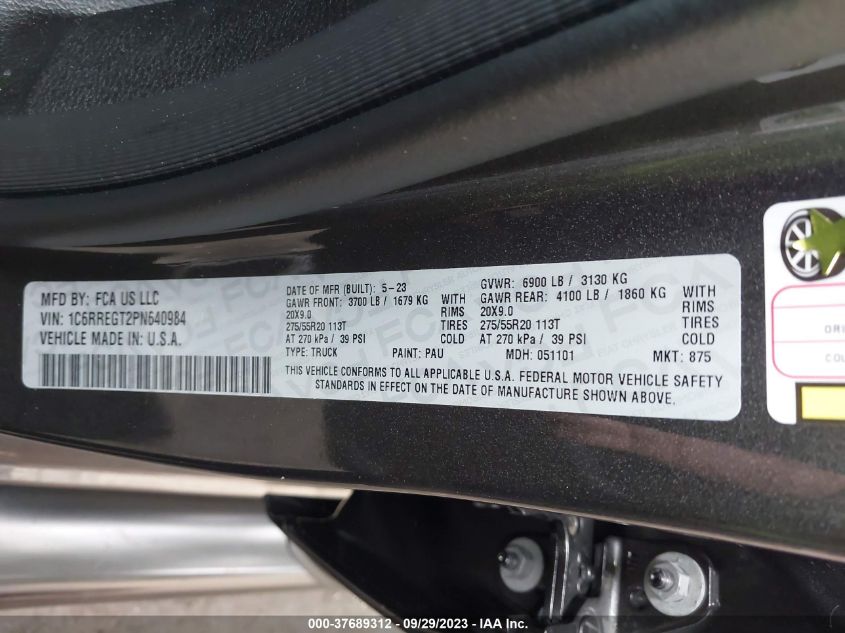 MFD BY: FCA US LLC
VIN: 1C6RREGT2PN640984
VEHICLE MADE IN: U.S.A.
DATE OF MFR (BUILT): 5-23
GAWR FRONT: 3700 LB / 1679 KG WITH
20X9.0 RIMS
275/55R20 113T TIRES
AT 270 kPa / 39 PSI COLD
TYPE: TRUCK PAINT: PAU
GVWR: 6900 LB / 3130 KG
GAWR REAR: 4100 LB / 1860 KG WITH
20X9.0 RIMS
275/55R20 113T TIRES
AT 270 kPa / 39 PSI COLD
MDH: 051101 MKT: 875
THIS VEHICLE CONFORMS TO ALL APPLICABLE U.S.A. FEDERAL MOTOR VEHICLE SAFETY
STANDARDS IN EFFECT ON THE DATE OF MANUFACTURE SHOWN ABOVE.
000-37689312 - 09/29/2023 - © IAA, Inc.